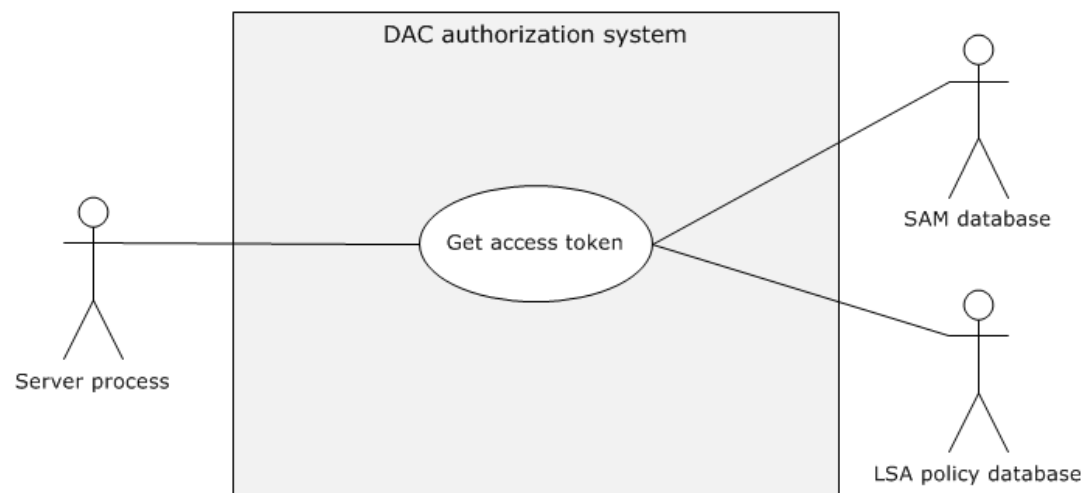 DAC authorization system
SAM database
Get access token
Server process
LSA policy database